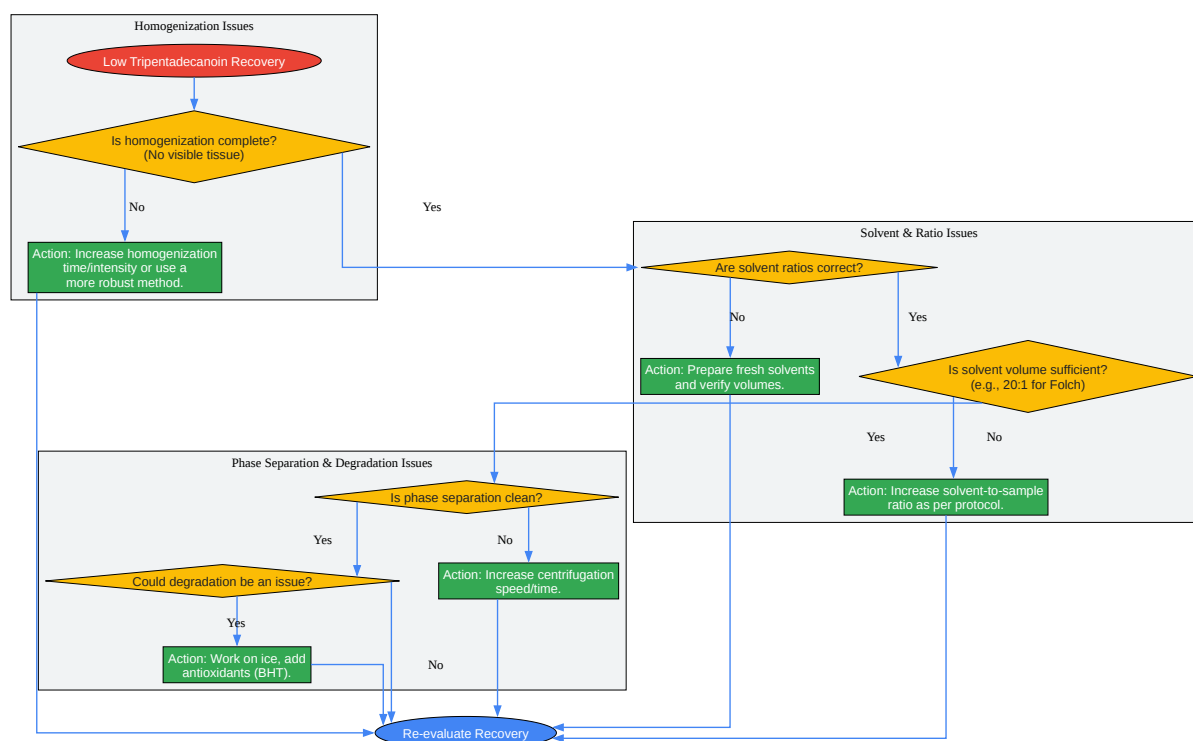 Homogenization Issues
Low Tripentadecanoin Recovery
Is homogenization complete?
(No visible tissue)
No
Yes
Action: Increase homogenization
time/intensity or use a
more robust method.
Solvent & Ratio Issues
Are solvent ratios correct?
No
Yes
Action: Prepare fresh solvents
and verify volumes.
Is solvent volume sufficient?
(e.g., 20:1 for Folch)
Yes
No
Action: Increase solvent-to-sample
ratio as per protocol.
Phase Separation & Degradation Issues
Is phase separation clean?
Yes
No
Could degradation be an issue?
Action: Increase centrifugation
speed/time.
Yes
Action: Work on ice, add
antioxidants (BHT).
No
Re-evaluate Recovery